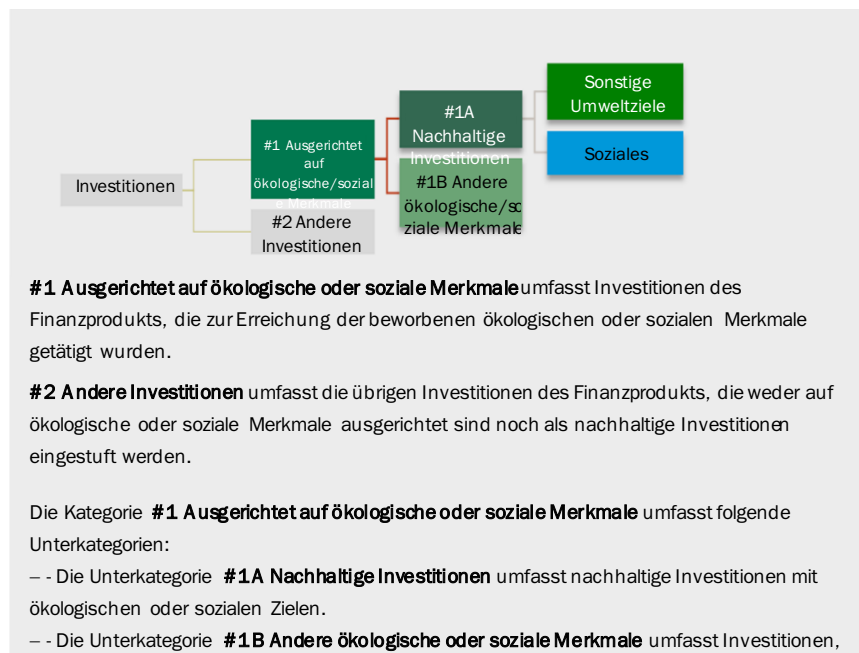 Sonstige
Umweltziele
#1A
Nachhaltige
Investitionen
#1 Ausgerichtet
auf
ökologische/sozial
e Merkmale
Soziales
Investitionen
#1B Andere
ökologische/so
ziale Merkmale
#2 Andere
Investitionen
#1 Ausgerichtet auf ökologische oder soziale Merkmale umfasst Investitionen des
Finanzprodukts, die zur Erreichung der beworbenen ökologischen oder sozialen Merkmale
getätigt wurden.
#2 Andere Investitionen umfasst die übrigen Investitionen des Finanzprodukts, die weder auf
ökologische oder soziale Merkmale ausgerichtet sind noch als nachhaltige Investitionen
eingestuft werden.
Die Kategorie #1 Ausgerichtet auf ökologische oder soziale Merkmale umfasst folgende
Unterkategorien:
– - Die Unterkategorie #1A Nachhaltige Investitionen umfasst nachhaltige Investitionen mit
ökologischen oder sozialen Zielen.
– - Die Unterkategorie #1B Andere ökologische oder soziale Merkmale umfasst Investitionen,